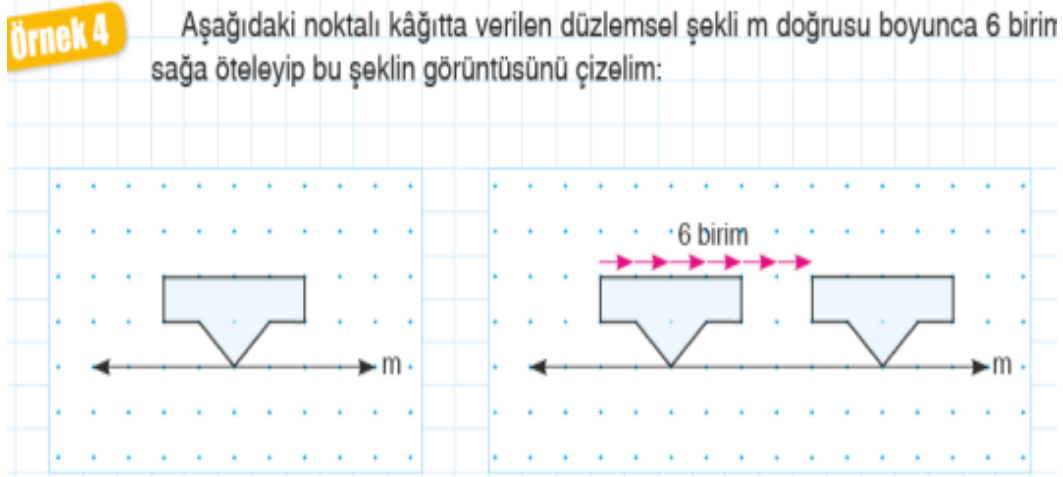 Örnek 4
Aşağıdaki noktalı kâğıtta verilen düzlemsel şekli m doğrusu boyunca 6 birim
sağa öteleyip bu şeklin görüntüsünü çizelim:
6 birim
m
m